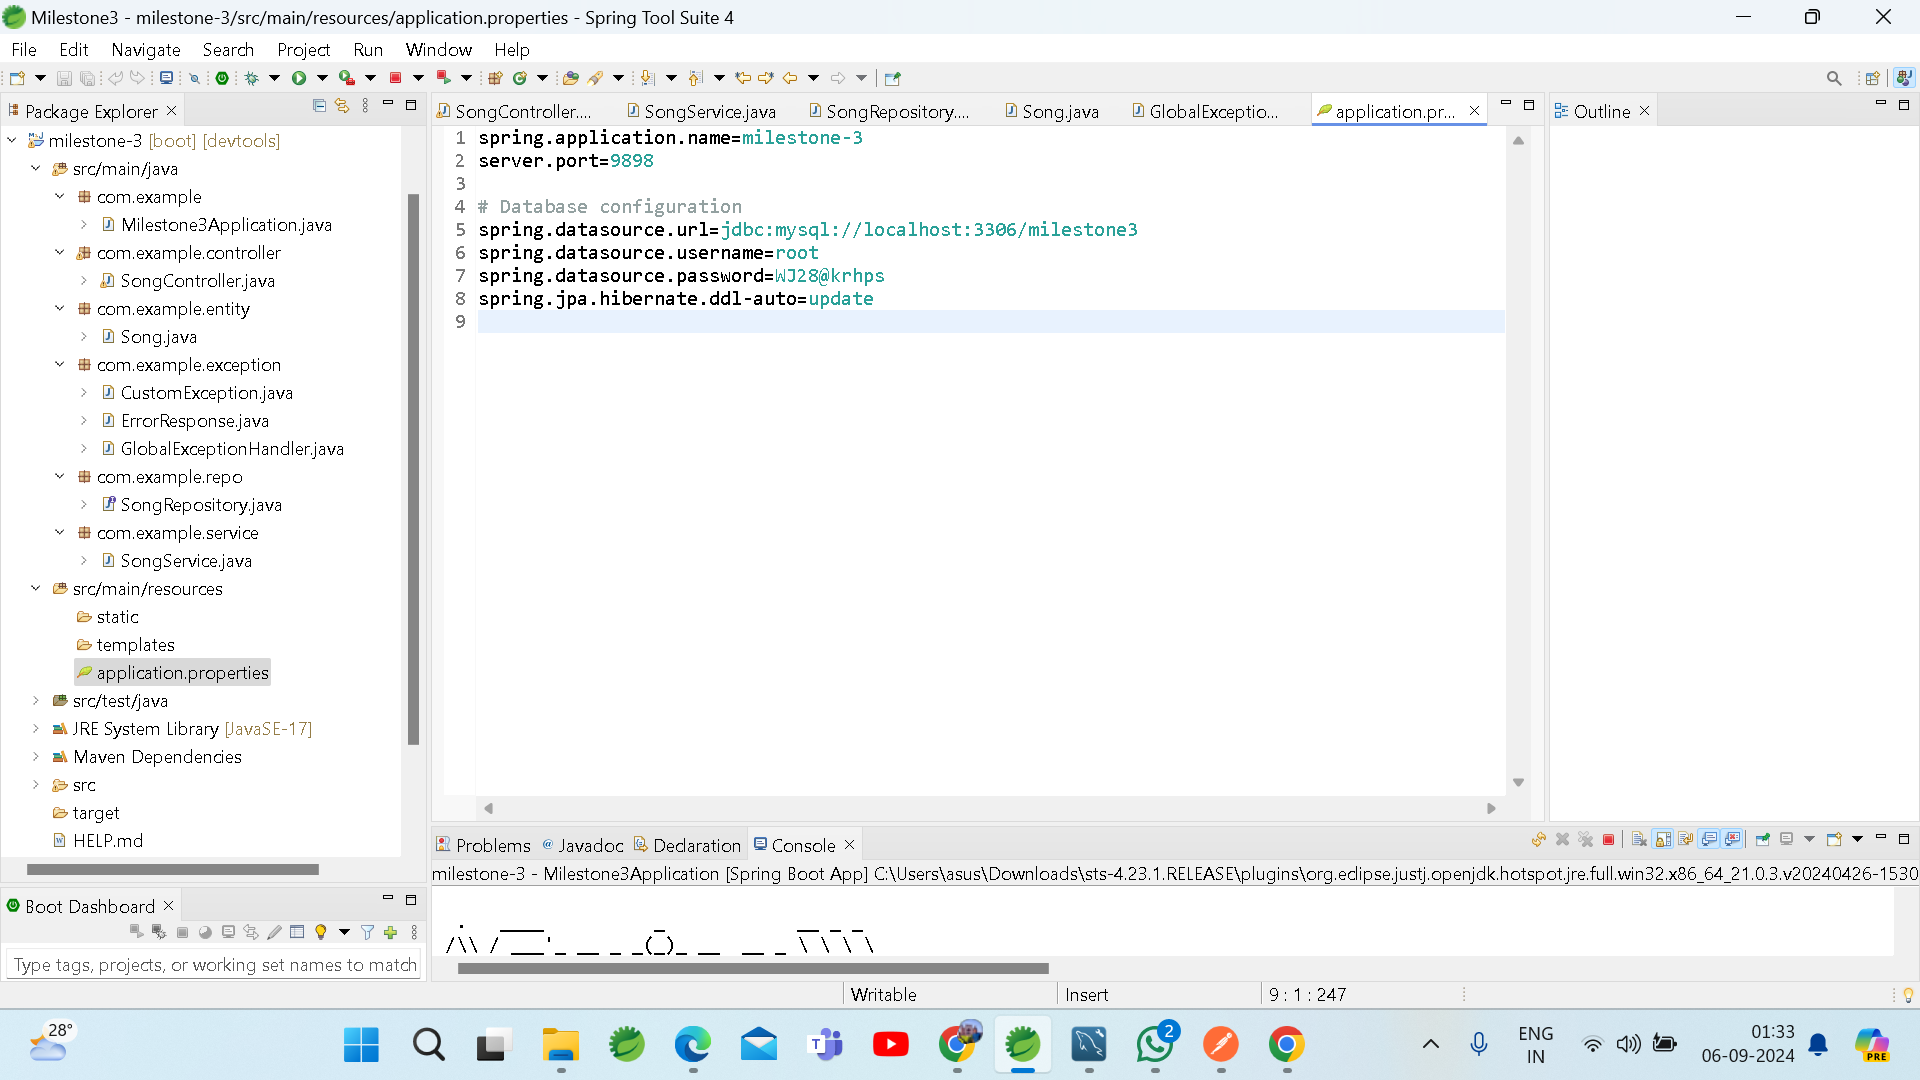 Milestone3 - milestone-3/src/main/resources/application.properties - Spring Tool Suite 4
File Edit Navigate Search Project Run Window Help
Package Explorer
milestone-3 [boot] [devtools]
src/main/java
com.example
Milestone3Application.java
com.example.controller
SongController.java
com.example.entity
Song.java
com.example.exception
CustomException.java
ErrorResponse.java
GlobalExceptionHandler.java
com.example.repo
SongRepository.java
com.example.service
SongService.java
src/main/resources
static
templates
application.properties
src/test/java
JRE System Library [JavaSE-17]
Maven Dependencies
src
target
HELP.md
Boot Dashboard
Type tags, projects, or working set names to match
SongController.... SongService.java SongRepository.... Song.java GlobalExceptio... application.pr...
1 spring.application.name=milestone-3
2 server.port=9898
3
4 # Database configuration
5 spring.datasource.url=jdbc:mysql://localhost:3306/milestone3
6 spring.datasource.username=root
7 spring.datasource.password=WJ28@krhps
8 spring.jpa.hibernate.ddl-auto=update
9
Outline
Problems Javadoc Declaration Console
milestone-3 - Milestone3Application [Spring Boot App] C:\Users\asus\Downloads\sts-4.23.1.RELEASE\plugins\org.eclipse.justj.openjdk.hotspot.jre.full.win32.x86_64_21.0.3.v20240426-1530
  .   ____          _            __ _ _
 /\\ / ___'_ __ _ _(_)_ __  __ _ \ \ \ \
Writable Insert 9 : 1 : 247
28°
2
ENG
IN
01:33
06-09-2024
PRE